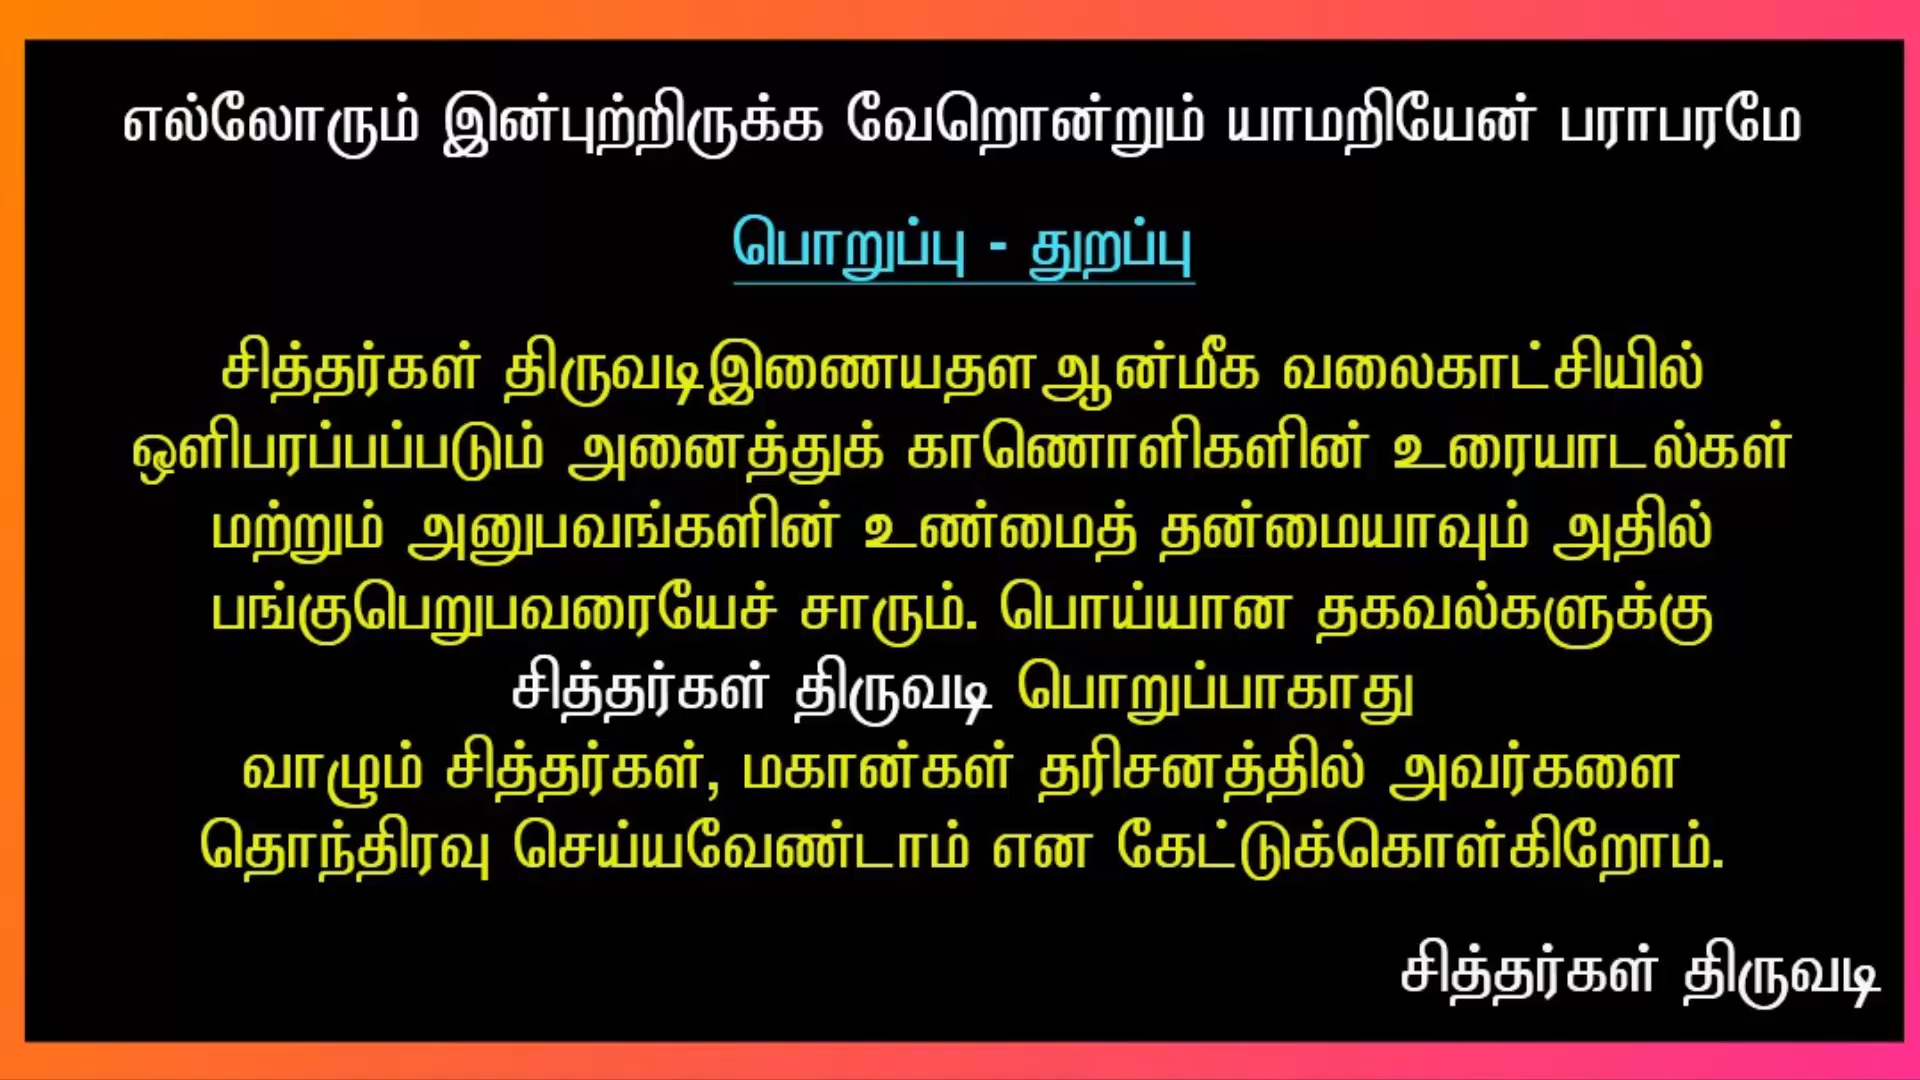 எல்லோரும் இன்புற்றிருக்க வேறொன்றும் யாமறியேன் பராபரமே
பொறுப்பு - துறப்பு
சித்தர்கள் திருவடிஇணையதளஆன்மீக வலைகாட்சியில்
ஒளிபரப்பப்படும் அனைத்துக் காணொளிகளின் உரையாடல்கள்
மற்றும் அனுபவங்களின் உண்மைத் தன்மையாவும் அதில்
பங்குபெறுபவரையேச் சாரும். பொய்யான தகவல்களுக்கு
சித்தர்கள் திருவடி பொறுப்பாகாது
வாழும் சித்தர்கள், மகான்கள் தரிசனத்தில் அவர்களை
தொந்திரவு செய்யவேண்டாம் என கேட்டுக்கொள்கிறோம்.
சித்தர்கள் திருவடி